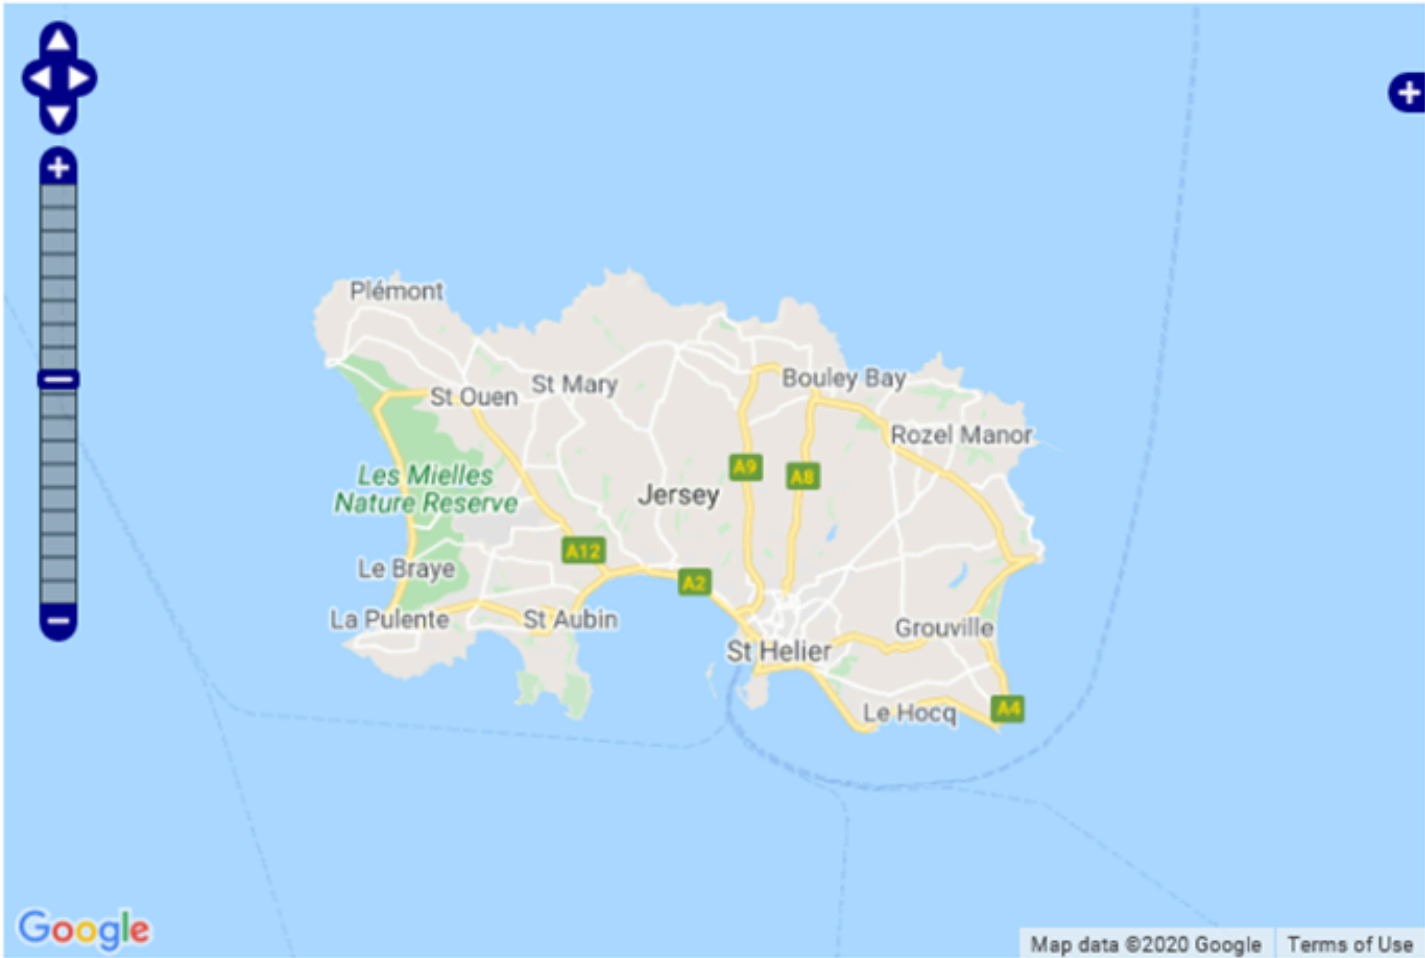 Plémont
St Ouen
St Mary
Bouley Bay
Rozel Manor
Les Mielles
Nature Reserve
A9
A8
Jersey
A12
Le Braye
A2
La Pulente
St Aubin
Grouville
St Helier
Le Hocq
A4
Google
Map data ©2020 Google
Terms of Use